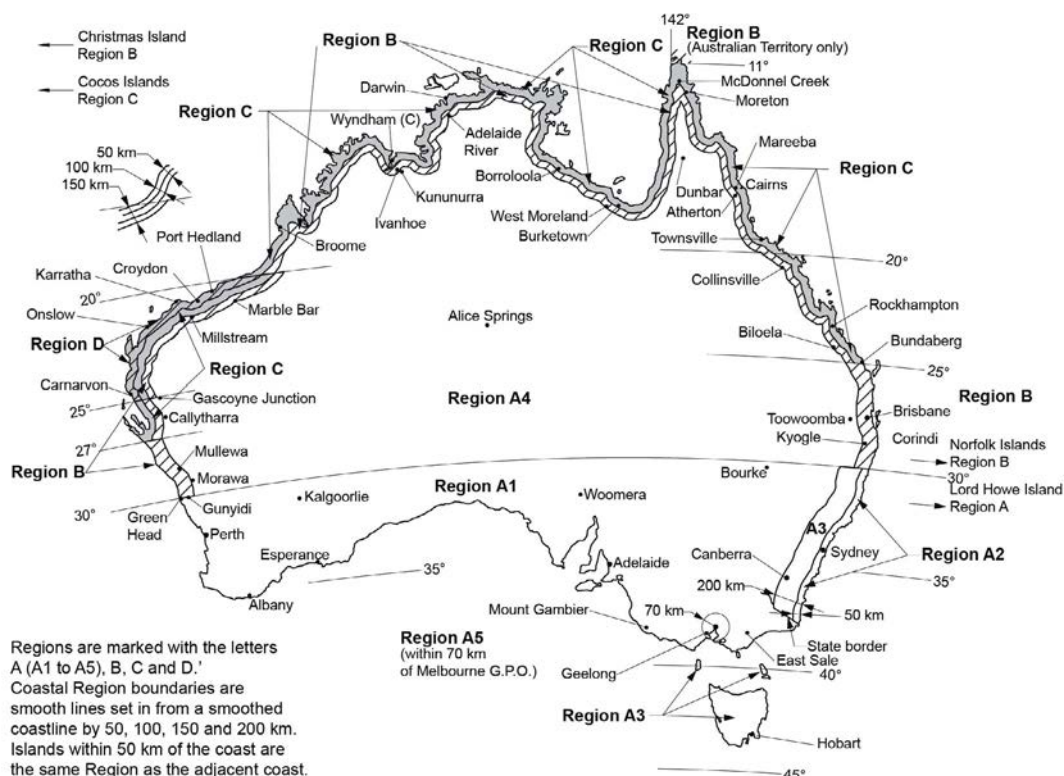 142°
Christmas Island
Region B
Cocos Islands
Region C
Region B
Region C
Region B
(Australian Territory only)
11°
McDonnel Creek
Moreton
Darwin
Region C
Wyndham (C)
Adelaide
River
Mareeba
Region C
50 km
100 km
150 km
Borroloola
Kununurra
Dunbar
Cairns
Ivanhoe
West Moreland
Atherton
Burketown
Townsville
Broome
Port Hedland
Croydon
Karratha
20°
20°
Collinsville
Onslow
Marble Bar
Rockhampton
Alice Springs
Millstream
Region D
Biloela
Bundaberg
Region C
25°
Carnarvon
Gascoyne Junction
Region A4
Region B
25°
Callytharra
Toowoomba
Brisbane
27°
Kyogle
Corindi
Norfolk Islands
Region B
Mullewa
Region B
Bourke
30°
Morawa
Region A1
Lord Howe Island
Region A
30°
Kalgoorlie
Woomera
Gunyidi
Green
Head
A3
Perth
Sydney
Region A2
Esperance
Adelaide
Canberra
35°
35°
200 km
Albany
Mount Gambier
70 km
50 km
Region A5
(within 70 km
of Melbourne G.P.O.)
State border
East Sale
Geelong
40°
Region A3
Hobart
45°
Regions are marked with the letters
A (A1 to A5), B, C and D.'
Coastal Region boundaries are
smooth lines set in from a smoothed
coastline by 50, 100, 150 and 200 km.
Islands within 50 km of the coast are
the same Region as the adjacent coast.